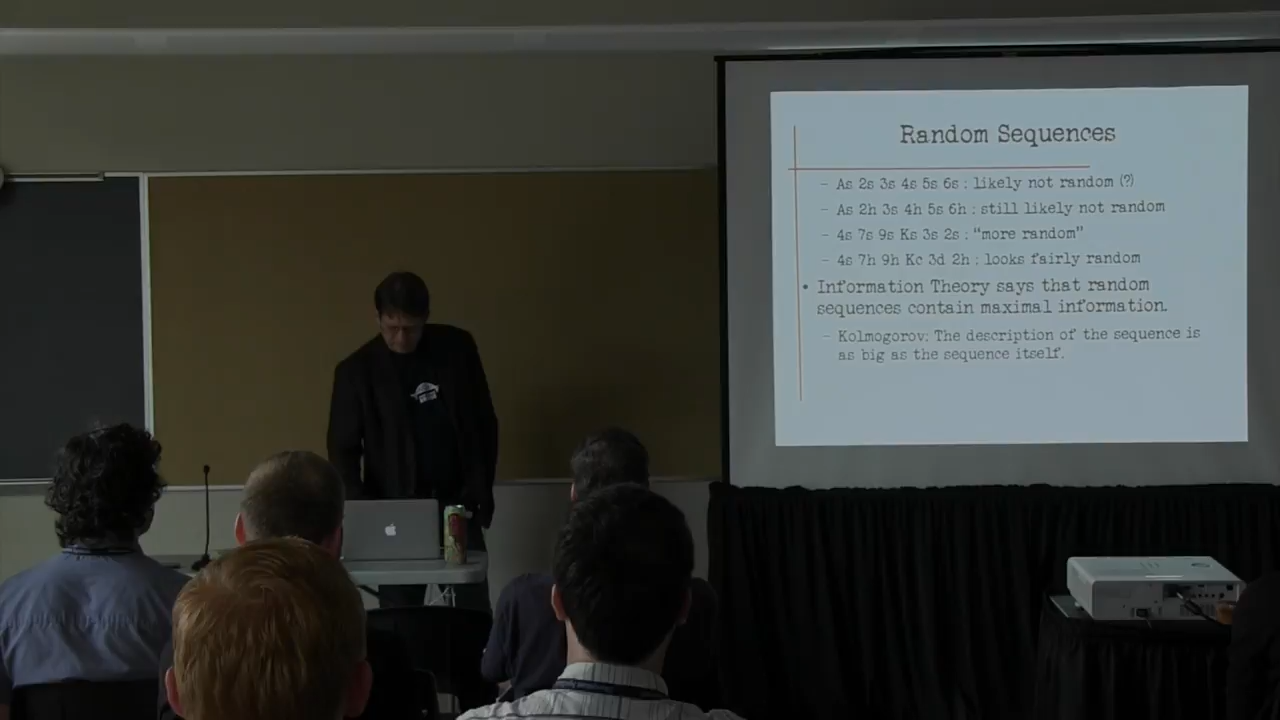 Random Sequences
– As 2s 3s 4s 5s 6s : likely not random (?)
– As 2h 3s 4h 5s 6h : still likely not random
– 4s 7s 9s Ks 3s 2s : “more random”
– 4s 7h 9h Kc 3d 2h : looks fairly random
• Information Theory says that random
sequences contain maximal information.
– Kolmogorov: The description of the sequence is
as big as the sequence itself.